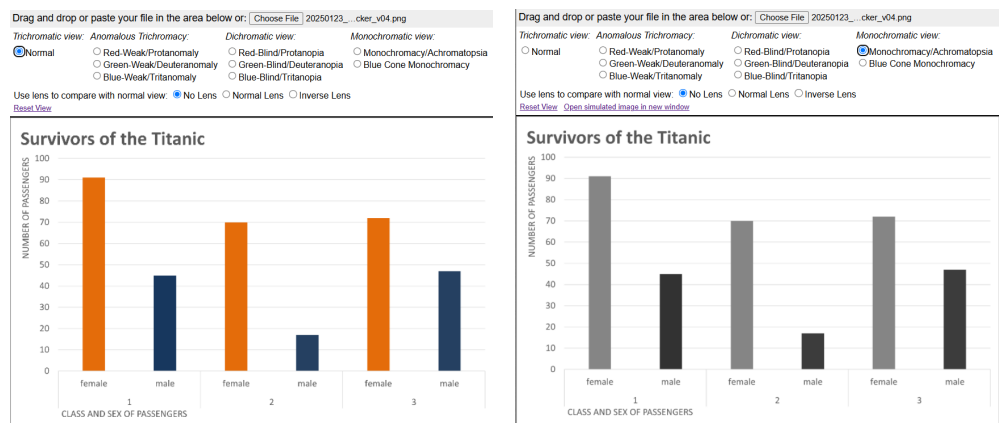 Drag and drop or paste your file in the area below or: Choose File 20250123_...cker_v04.png
Trichromatic view: Anomalous Trichromacy: Dichromatic view: Monochromatic view:
Normal Red-Weak/Protanomaly Red-Blind/Protanopia Monochromacy/Achromatopsia
Green-Weak/Deuteranomaly Green-Blind/Deuteranopia Blue Cone Monochromacy
Blue-Weak/Tritanomaly Blue-Blind/Tritanopia
Use lens to compare with normal view: No Lens Normal Lens Inverse Lens
Reset View
Survivors of the Titanic
NUMBER OF PASSENGERS
100
90
80
70
60
50
40
30
20
10
0
female male female male female male
1 2 3
CLASS AND SEX OF PASSENGERS
Drag and drop or paste your file in the area below or: Choose File 20250123_...cker_v04.png
Trichromatic view: Anomalous Trichromacy: Dichromatic view: Monochromatic view:
Normal Red-Weak/Protanomaly Red-Blind/Protanopia Monochromacy/Achromatopsia
Green-Weak/Deuteranomaly Green-Blind/Deuteranopia Blue Cone Monochromacy
Blue-Weak/Tritanomaly Blue-Blind/Tritanopia
Use lens to compare with normal view: No Lens Normal Lens Inverse Lens
Reset View Open simulated image in new window
Survivors of the Titanic
NUMBER OF PASSENGERS
100
90
80
70
60
50
40
30
20
10
0
female male female male female male
1 2 3
CLASS AND SEX OF PASSENGERS